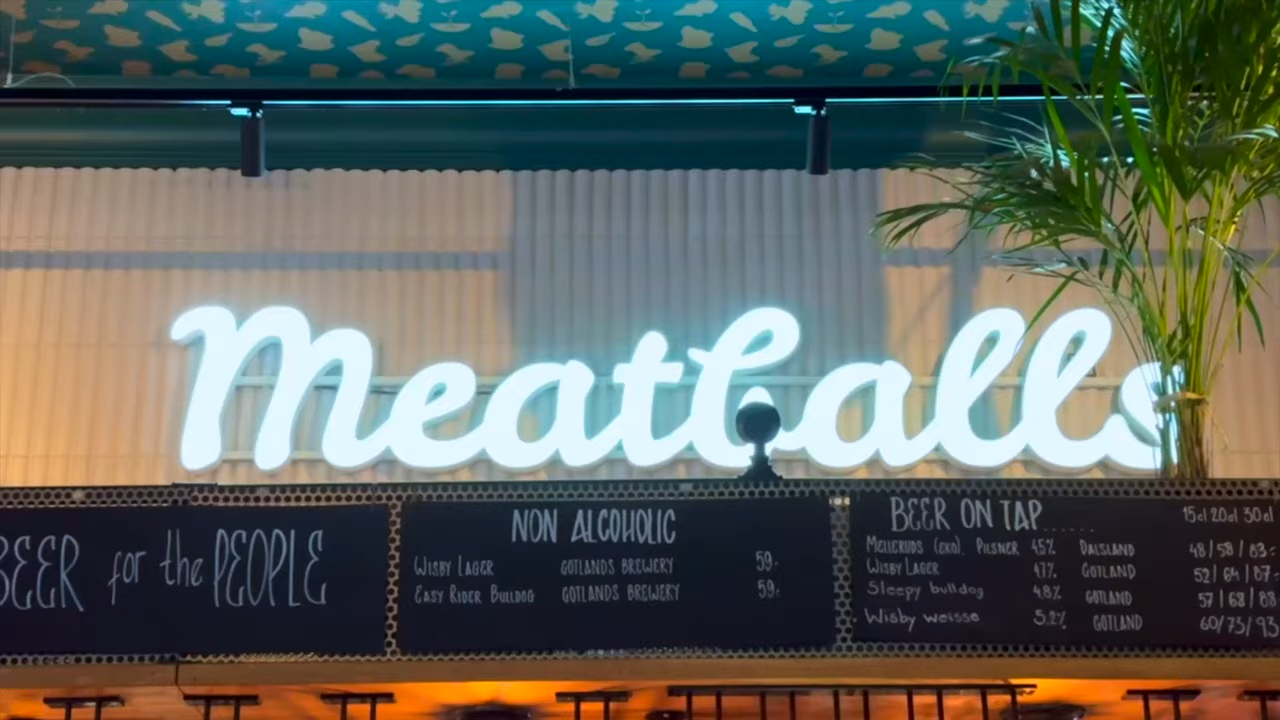 Meatballs
BEER for the PEOPLE
NON ALCOHOLIC
WISBY LAGER GOTLANDS BREWERY 59:-
EASY RIDER BULLDOG GOTLANDS BREWERY 59:-
BEER ON TAP......
15cl 20cl 30cl
MELLERUDS (EKO). PILSNER 4.5% DALSLAND 48/58/83:-
WISBY LAGER 4.7% GOTLAND 52/64/87:-
Sleepy bulldog 4.8% GOTLAND 57/68/88
Wisby weisse 5.2% GOTLAND 60/75/93